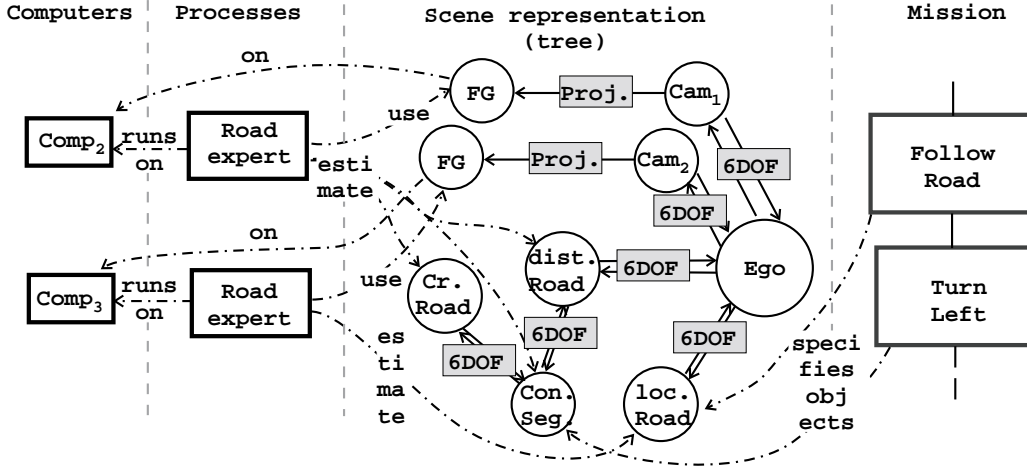 Computers
Processes
Scene representation
(tree)
Mission
on
FG
Proj.
Cam1
use
Comp2
runs
on
Road
expert
esti
mate
FG
Proj.
Cam2
6DOF
6DOF
Follow
Road
on
Comp3
runs
on
Road
expert
use
Cr.
Road
dist.
Road
6DOF
Ego
Turn
Left
es
ti
ma
te
6DOF
6DOF
6DOF
Con.
Seg.
loc.
Road
speci
fies
obj
ects